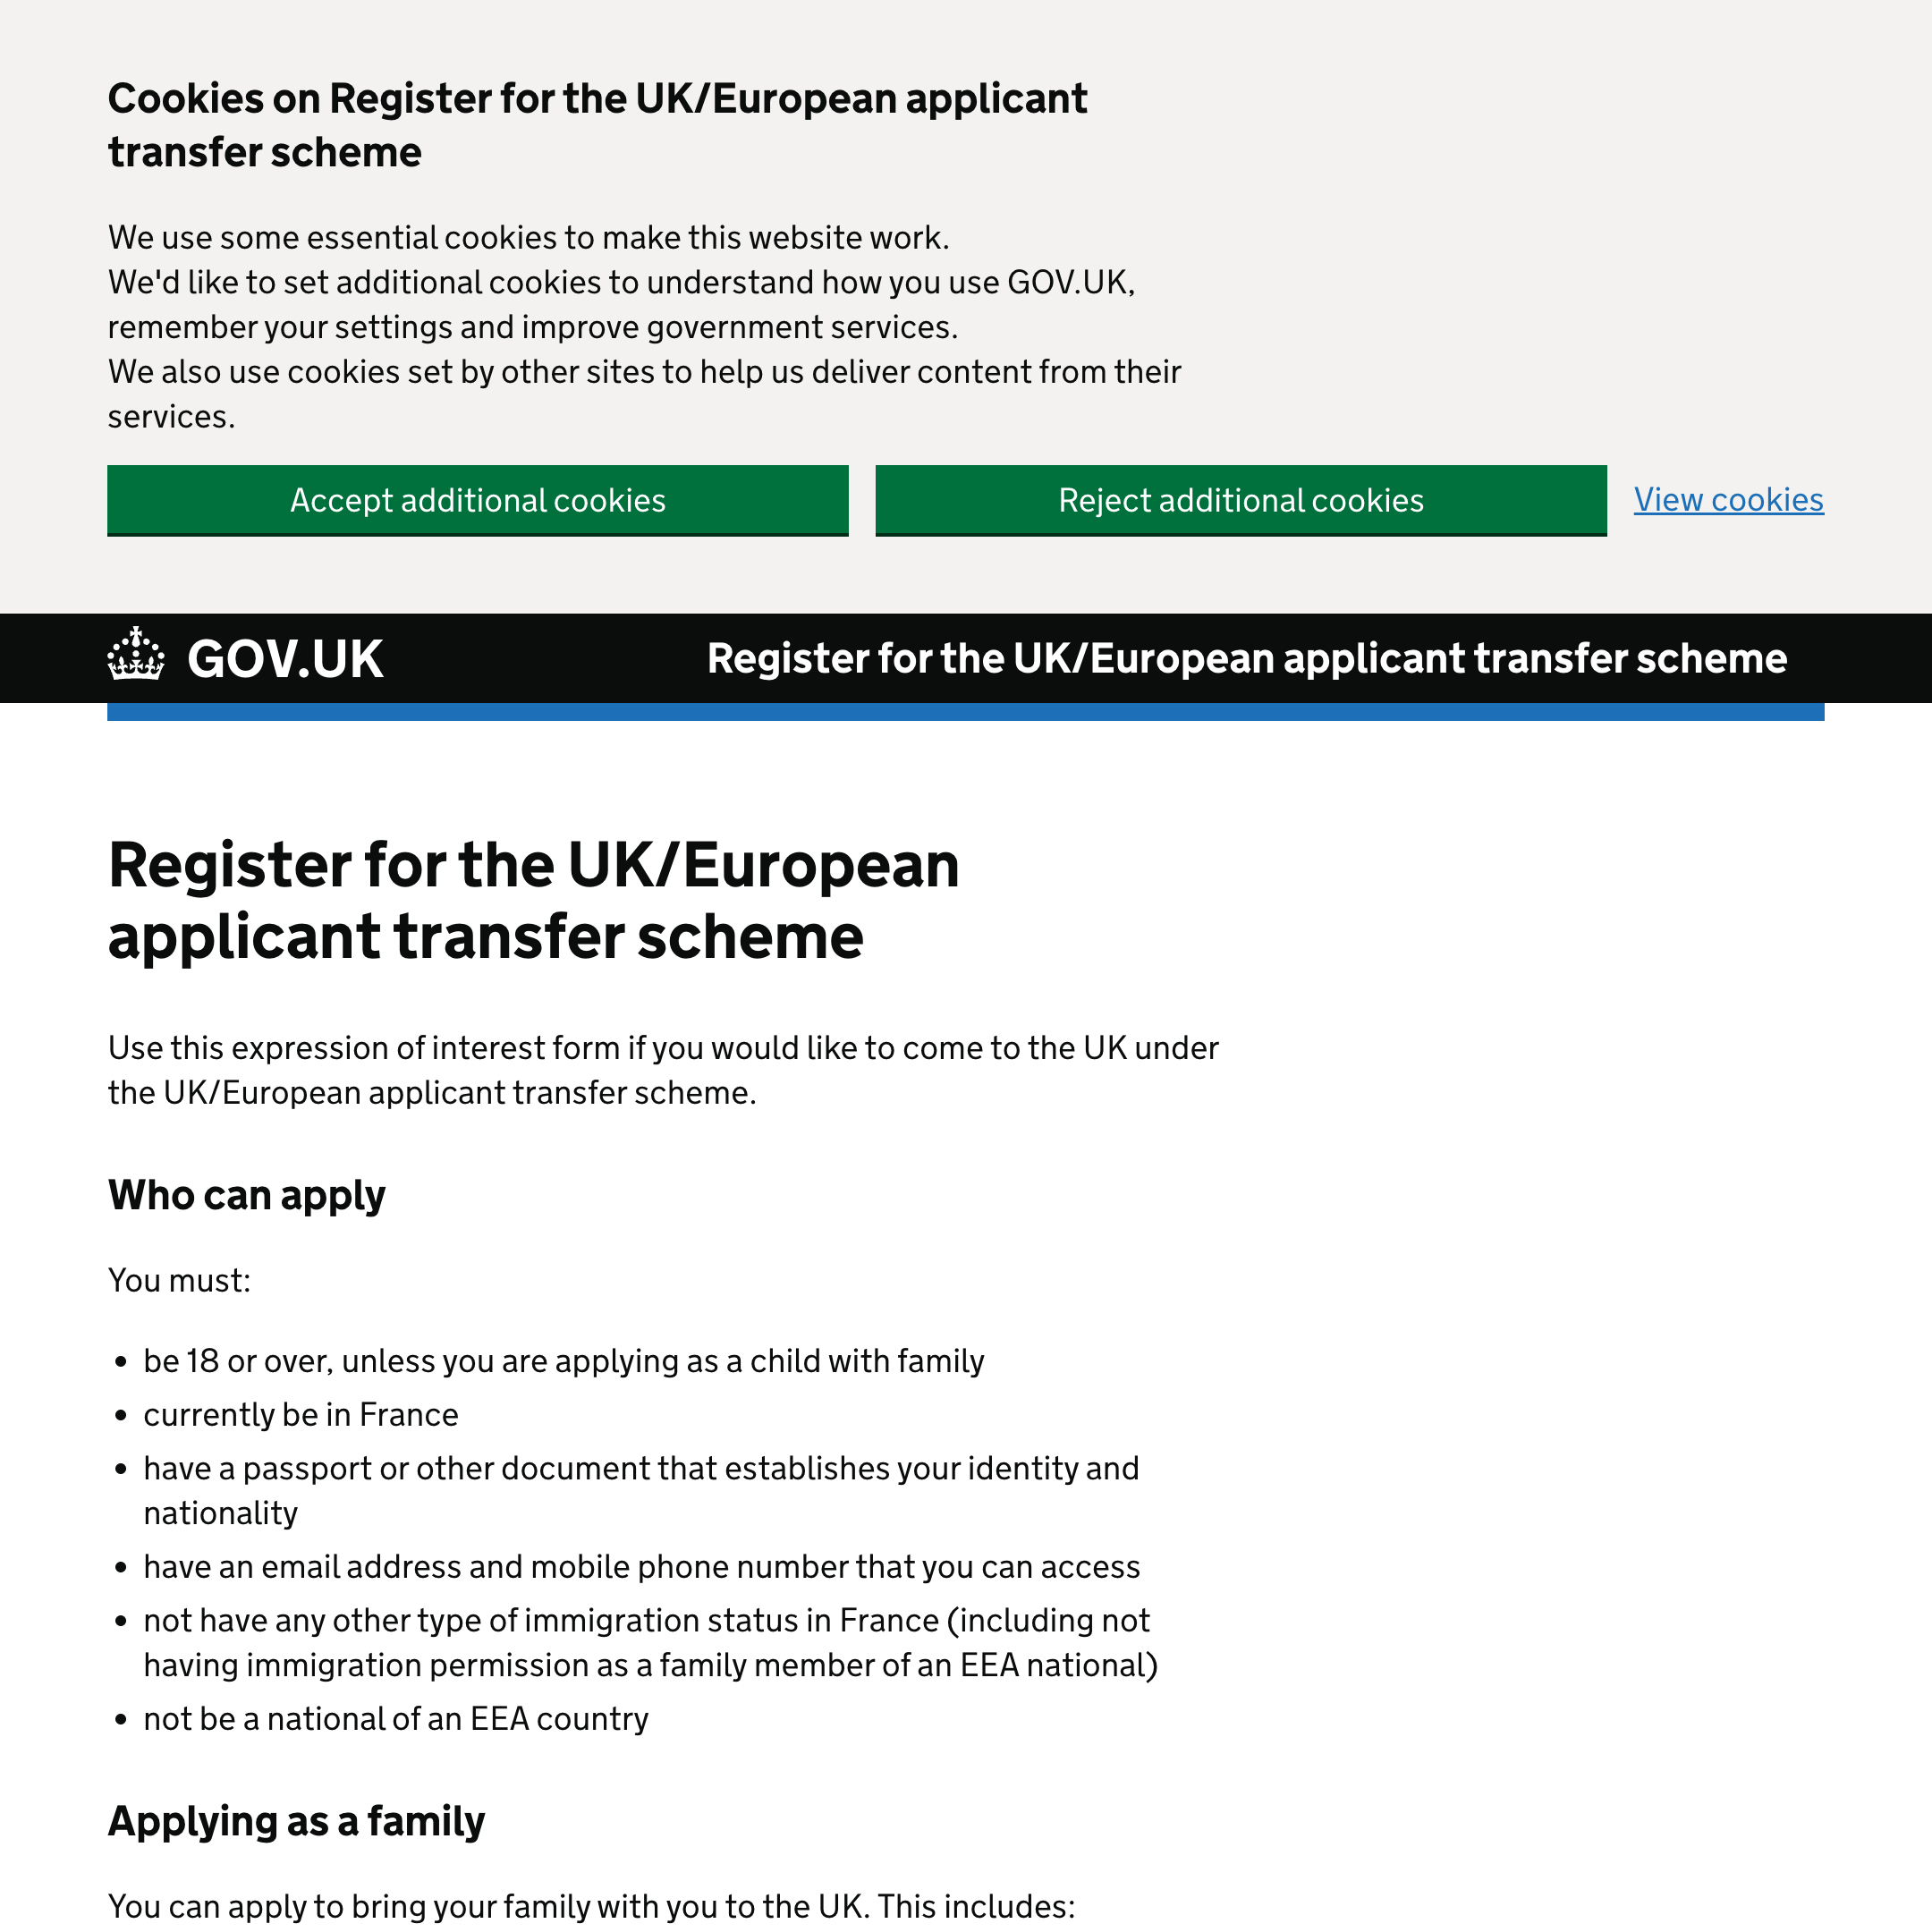 Cookies on Register for the UK/European applicant
transfer scheme
We use some essential cookies to make this website work.
We'd like to set additional cookies to understand how you use GOV.UK,
remember your settings and improve government services.
We also use cookies set by other sites to help us deliver content from their
services.
Accept additional cookies
Reject additional cookies
View cookies
GOV.UK
Register for the UK/European applicant transfer scheme
Register for the UK/European
applicant transfer scheme
Use this expression of interest form if you would like to come to the UK under
the UK/European applicant transfer scheme.
Who can apply
You must:
• be 18 or over, unless you are applying as a child with family
• currently be in France
• have a passport or other document that establishes your identity and
nationality
• have an email address and mobile phone number that you can access
• not have any other type of immigration status in France (including not
having immigration permission as a family member of an EEA national)
• not be a national of an EEA country
Applying as a family
You can apply to bring your family with you to the UK. This includes: